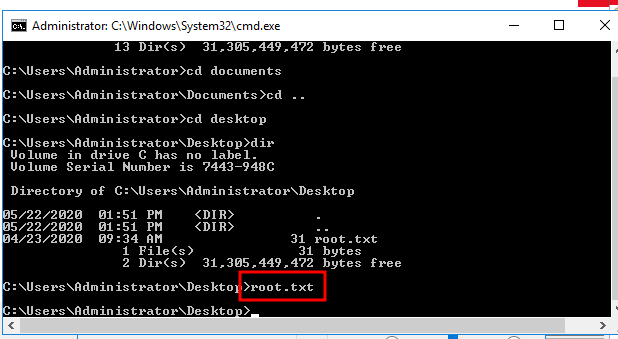 Administrator: C:\Windows\System32\cmd.exe
13 Dir(s)  31,305,449,472 bytes free
C:\Users\Administrator>cd documents
C:\Users\Administrator\Documents>cd ..
C:\Users\Administrator>cd desktop
C:\Users\Administrator\Desktop>dir
Volume in drive C has no label.
Volume Serial Number is 7443-948C
Directory of C:\Users\Administrator\Desktop
05/22/2020  01:51 PM    <DIR>          .
05/22/2020  01:51 PM    <DIR>          ..
04/23/2020  09:34 AM                31 root.txt
1 File(s)             31 bytes
2 Dir(s)  31,305,449,472 bytes free
C:\Users\Administrator\Desktop>root.txt
C:\Users\Administrator\Desktop>